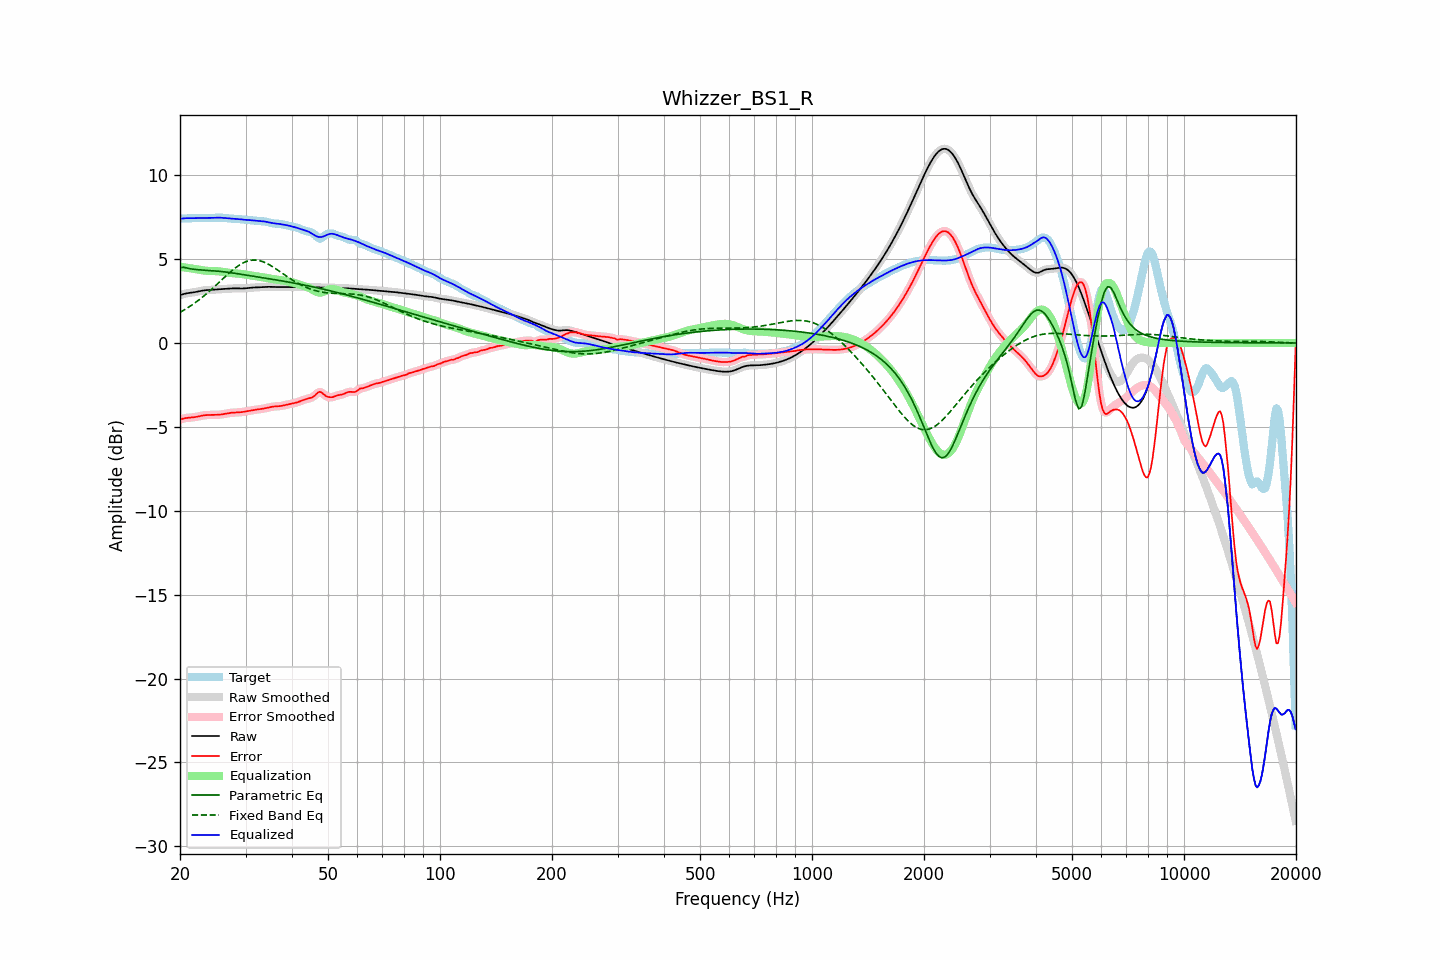 Whizzer_BS1_R
Amplitude (dBr)
10
5
0
−5
−10
−15
−20
−25
−30
Target
Raw Smoothed
Error Smoothed
Raw
Error
Equalization
Parametric Eq
Fixed Band Eq
Equalized
20 50 100 200 500 1000 2000 5000 10000 20000
Frequency (Hz)